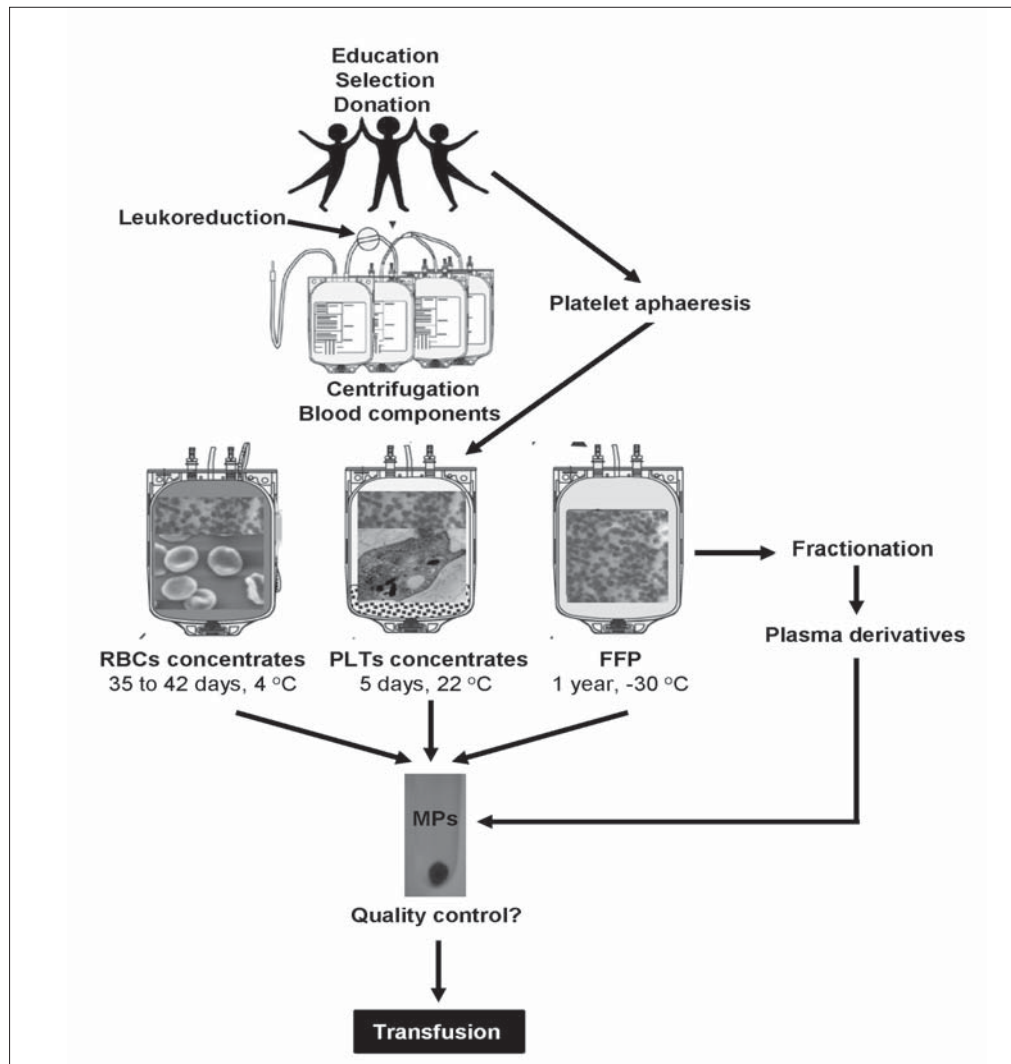 Education
Selection
Donation
Leukoreduction
Platelet aphaeresis
Centrifugation
Blood components
RBCs concentrates
35 to 42 days, 4 °C
PLTs concentrates
5 days, 22 °C
FFP
1 year, -30 °C
Fractionation
Plasma derivatives
MPs
Quality control?
Transfusion